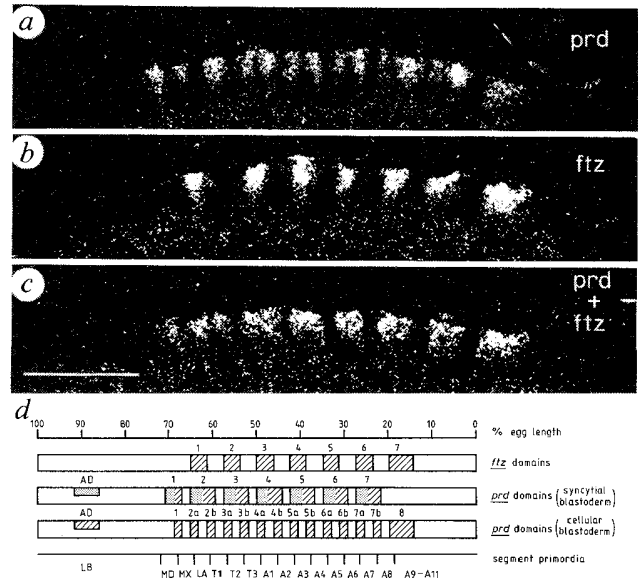 a
prd
b
ftz
c
prd
+
ftz
d
100 90 80 70 60 50 40 30 20 10 0 % egg length
1 2 3 4 5 6 7
ftz domains
AD 1 2 3 4 5 6 7
prd domains (syncytial blastoderm)
AD 1 2a 2b 3a 3b 4a 4b 5a 5b 6a 6b 7a 7b 8
prd domains (cellular blastoderm)
segment primordia
LB MD MX LA T1 T2 T3 A1 A2 A3 A4 A5 A6 A7 A8 A9-A11